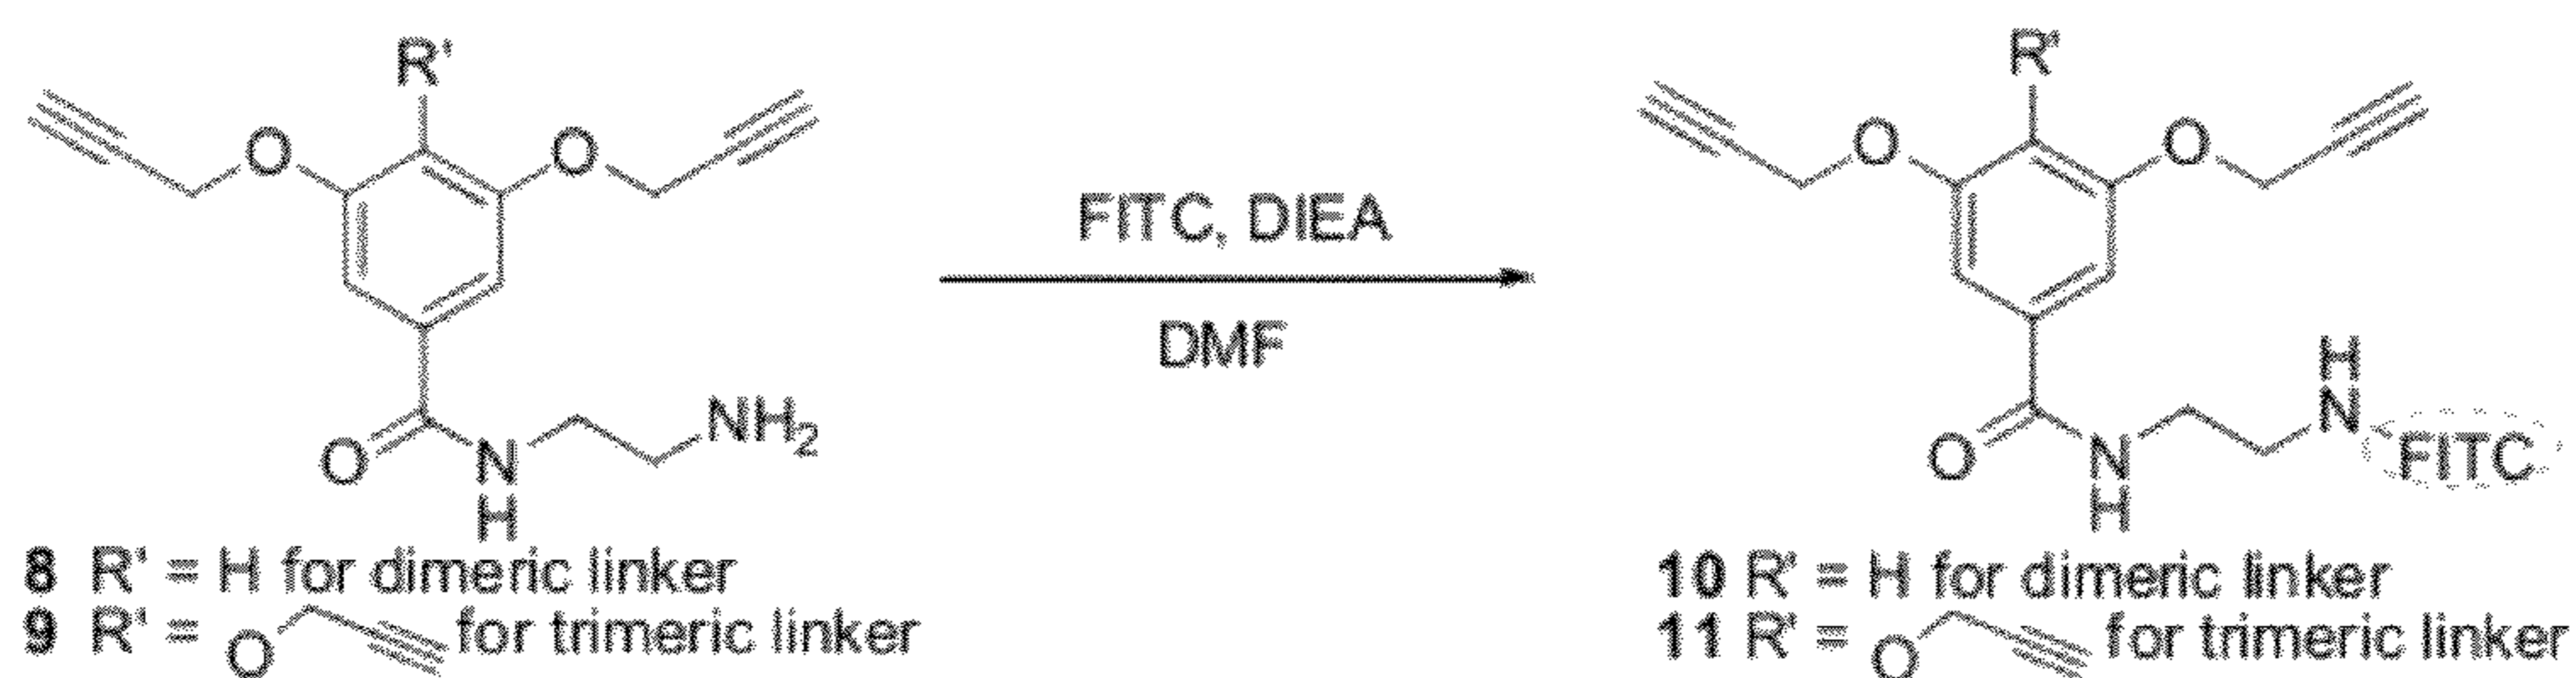 R' R'
O O O O
FITC, DIEA
DMF
H
N
NH2 FITC
O N O N
H H
8 R' = H for dimeric linker 10 R' = H for dimeric linker
9 R' = O for trimeric linker 11 R' = O for trimeric linker